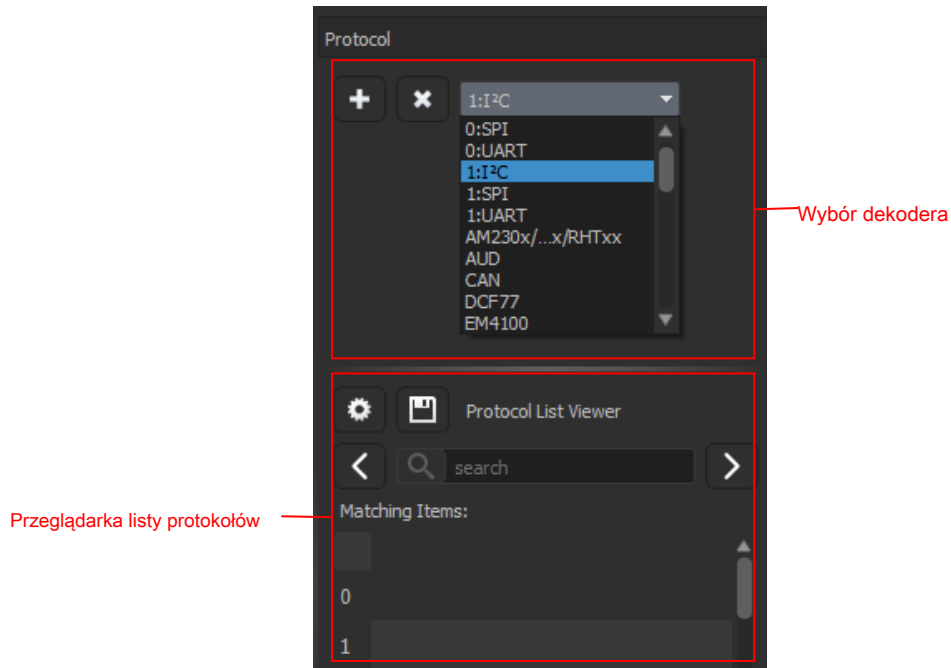 Protocol
1:I²C
0:SPI
0:UART
1:I²C
1:SPI
1:UART
AM230x/...x/RHTxx
AUD
CAN
DCF77
EM4100
Wybór dekodera
Protocol List Viewer
search
Przeglądarka listy protokołów
Matching Items:
0
1